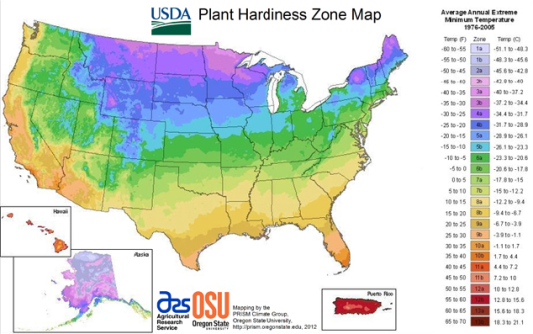 USDA Plant Hardiness Zone Map
Average Annual Extreme
Minimum Temperature
1976-2005
Temp (F) Zone Temp (C)
-60 to -55 1a -51.1 to -48.3
-55 to -50 1b -48.3 to -45.6
-50 to -45 2a -45.6 to -42.8
-45 to -40 2b -42.8 to -40
-40 to -35 3a -40 to -37.2
-35 to -30 3b -37.2 to -34.4
-30 to -25 4a -34.4 to -31.7
-25 to -20 4b -31.7 to -28.9
-20 to -15 5a -28.9 to -26.1
-15 to -10 5b -26.1 to -23.3
-10 to -5 6a -23.3 to -20.6
-5 to 0 6b -20.6 to -17.8
0 to 5 7a -17.8 to -15
5 to 10 7b -15 to -12.2
10 to 15 8a -12.2 to -9.4
15 to 20 8b -9.4 to -6.7
20 to 25 9a -6.7 to -3.9
25 to 30 9b -3.9 to -1.1
30 to 35 10a -1.1 to 1.7
35 to 40 10b 1.7 to 4.4
40 to 45 11a 4.4 to 7.2
45 to 50 11b 7.2 to 10
50 to 55 12a 10 to 12.8
55 to 60 12b 12.8 to 15.6
60 to 65 13a 15.6 to 18.3
65 to 70 13b 18.3 to 21.1
Hawaii
Alaska
Puerto Rico
ars
Agricultural
Research
Service
OSU
Oregon State
Mapping by the
PRISM Climate Group,
Oregon State University,
http://prism.oregonstate.edu, 2012